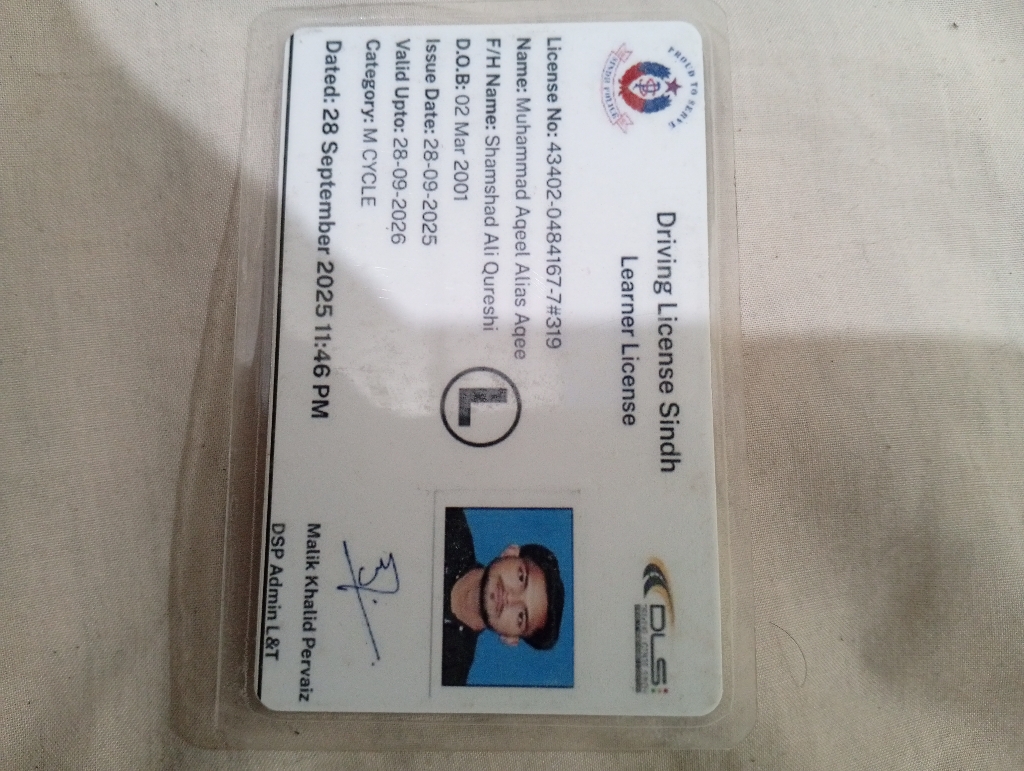 PROUD TO SERVE
SINDH POLICE
Driving License Sindh
Learner License
DLS
License No: 43402-0484167-7#319
Name: Muhammad Aqeel Alias Aqee
F/H Name: Shamshad Ali Qureshi
D.O.B: 02 Mar 2001
Issue Date: 28-09-2025
Valid Upto: 28-09-2026
Category: M CYCLE
Dated: 28 September 2025 11:46 PM
L
Malik Khalid Pervaiz
DSP Admin L&T